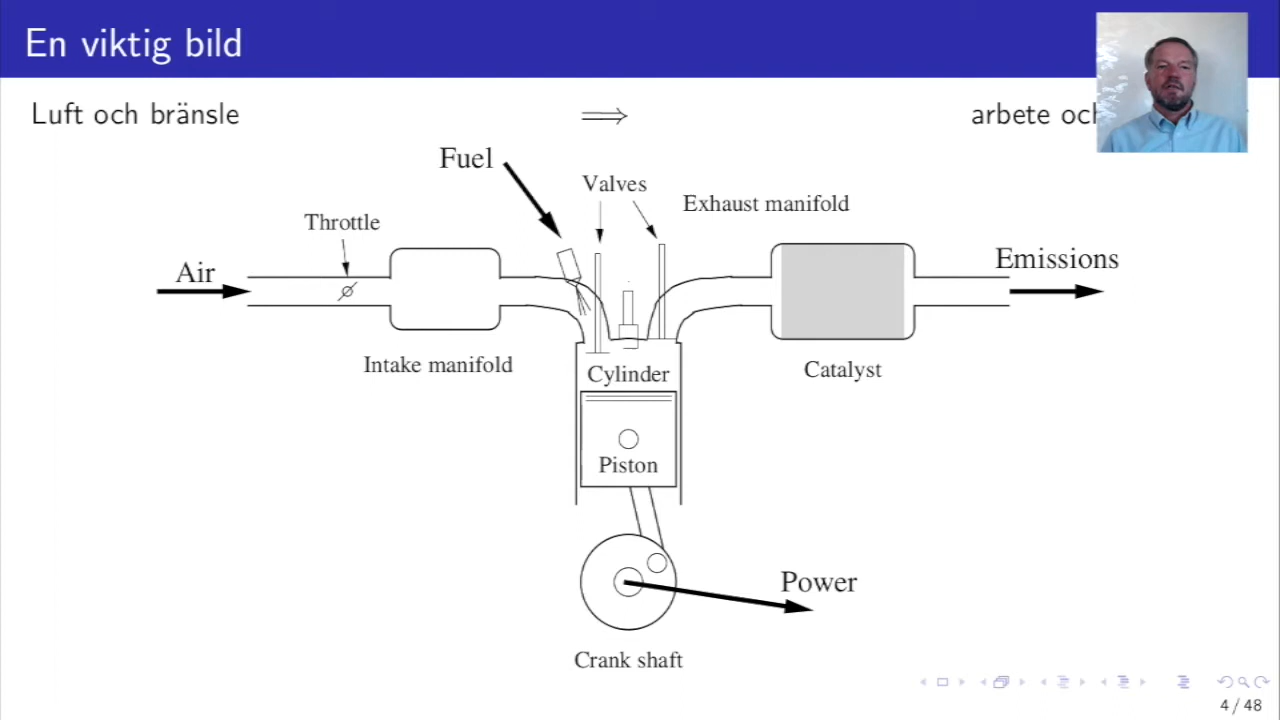 En viktig bild
Luft och bränsle ⟹ arbete och
Fuel
Valves
Exhaust manifold
Throttle
Air
Emissions
Intake manifold
Cylinder
Catalyst
Piston
Power
Crank shaft
4 / 48